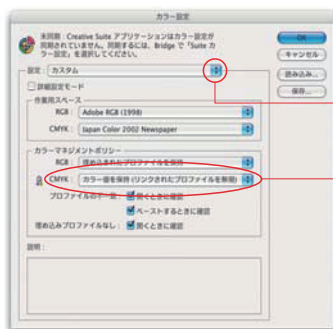 カラー設定
未同期：Creative Suite アプリケーションはカラー設定が
同期されていません。同期するには、Bridge で「Suite カ
ラー設定」を選択してください。
OK
キャンセル
読み込み...
保存...
設定：カスタム
詳細設定モード
作業用スペース
RGB：Adobe RGB (1998)
CMYK：Japan Color 2002 Newspaper
カラーマネジメントポリシー
RGB：埋め込まれたプロファイルを保持
CMYK：カラー値を保持 (リンクされたプロファイルを無視)
プロファイルの不一致：開くときに確認
ペーストするときに確認
埋め込みプロファイルなし：開くときに確認
説明：